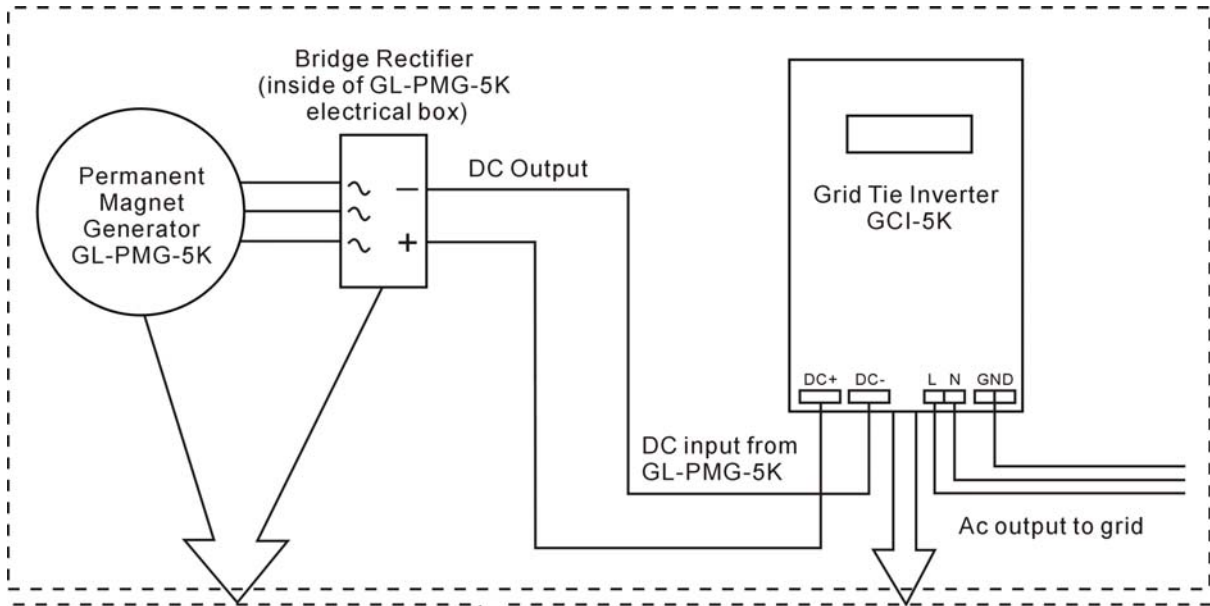 Bridge Rectifier
(inside of GL-PMG-5K
electrical box)
Permanent
Magnet
Generator
GL-PMG-5K
DC Output
Grid Tie Inverter
GCI-5K
DC+ DC- L N GND
DC input from
GL-PMG-5K
Ac output to grid